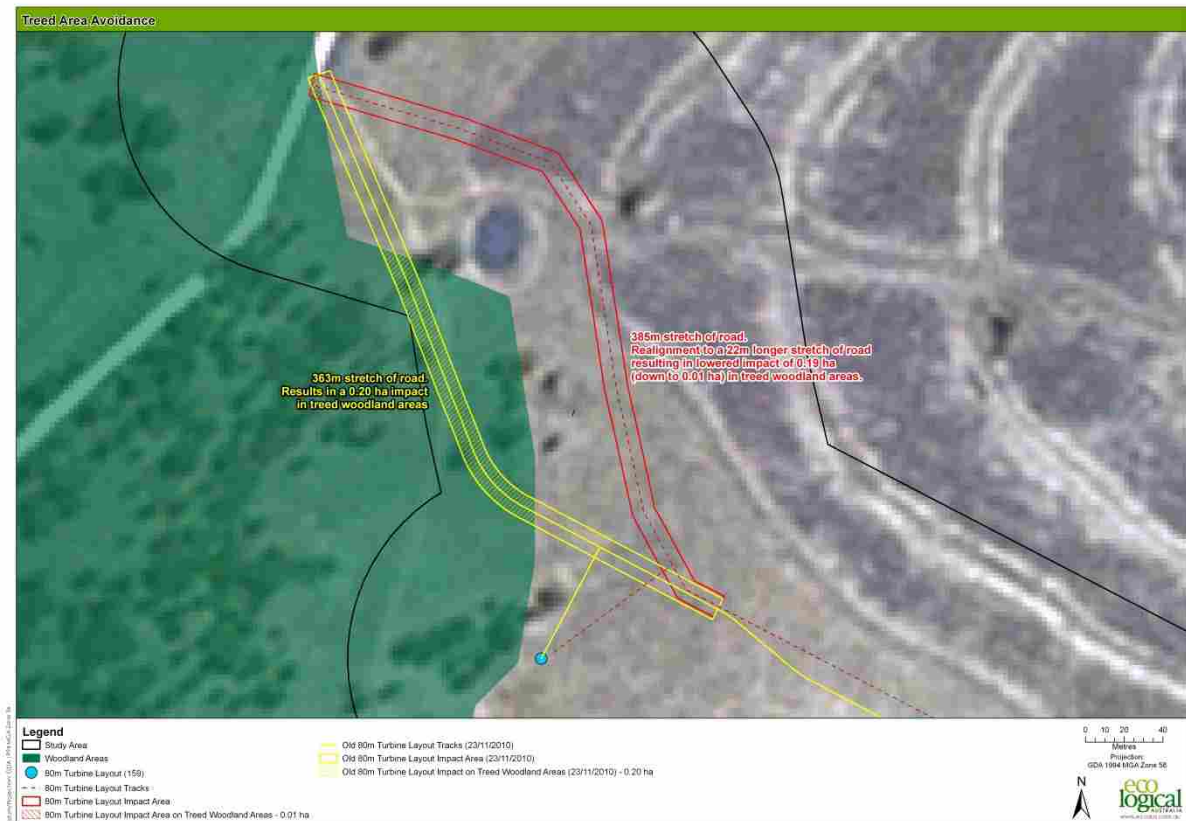 Treed Area Avoidance
385m stretch of road.
Realignment to a 22m longer stretch of road
resulting in lowered impact of 0.19 ha
(down to 0.01 ha) in treed woodland areas.
363m stretch of road.
Results in a 0.20 ha impact
in treed woodland areas
Legend
Study Area
Woodland Areas
80m Turbine Layout (159)
80m Turbine Layout Tracks
80m Turbine Layout Impact Area
80m Turbine Layout Impact Area on Treed Woodland Areas - 0.01 ha
Old 80m Turbine Layout Tracks (23/11/2010)
Old 80m Turbine Layout Impact Area (23/11/2010)
Old 80m Turbine Layout Impact on Treed Woodland Areas (23/11/2010) - 0.20 ha
0 10 20 40
Metres
Projection:
GDA 1994 MGA Zone 56
N
eco
logical
AUSTRALIA